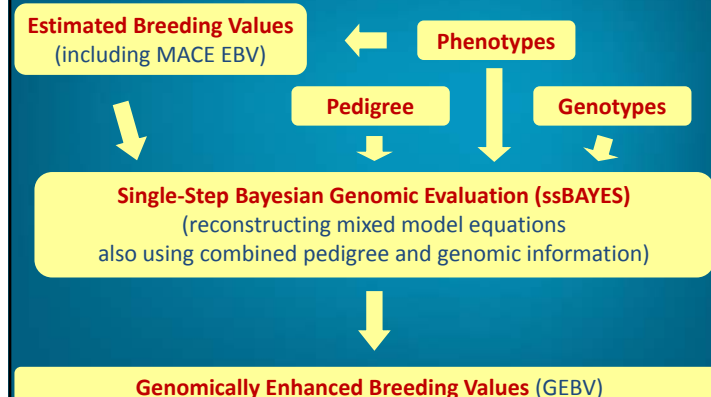 Estimated Breeding Values
(including MACE EBV)
Phenotypes
Pedigree
Genotypes
Single-Step Bayesian Genomic Evaluation (ssBAYES)
(reconstructing mixed model equations
also using combined pedigree and genomic information)
Genomically Enhanced Breeding Values (GEBV)